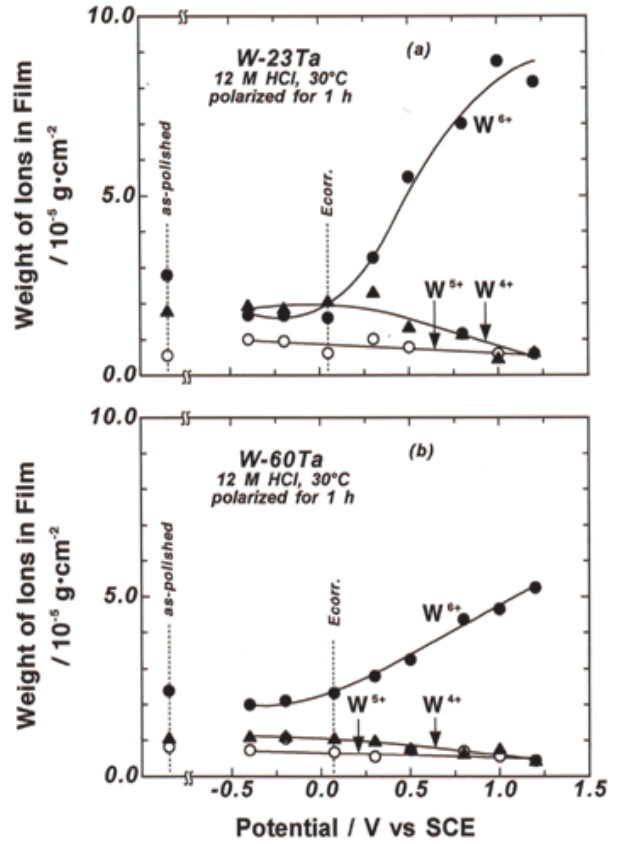 10.0
W-23Ta
(a)
12 M HCl, 30°C
polarized for 1 h
as-polished
Ecorr.
W6+
5.0
W5+
W4+
0.0
Weight of Ions in Film
/ 10-5 g·cm-2
10.0
W-60Ta
(b)
12 M HCl, 30°C
polarized for 1 h
as-polished
Ecorr.
W6+
5.0
W5+
W4+
0.0
Weight of Ions in Film
/ 10-5 g·cm-2
-0.5 0.0 0.5 1.0 1.5
Potential / V vs SCE